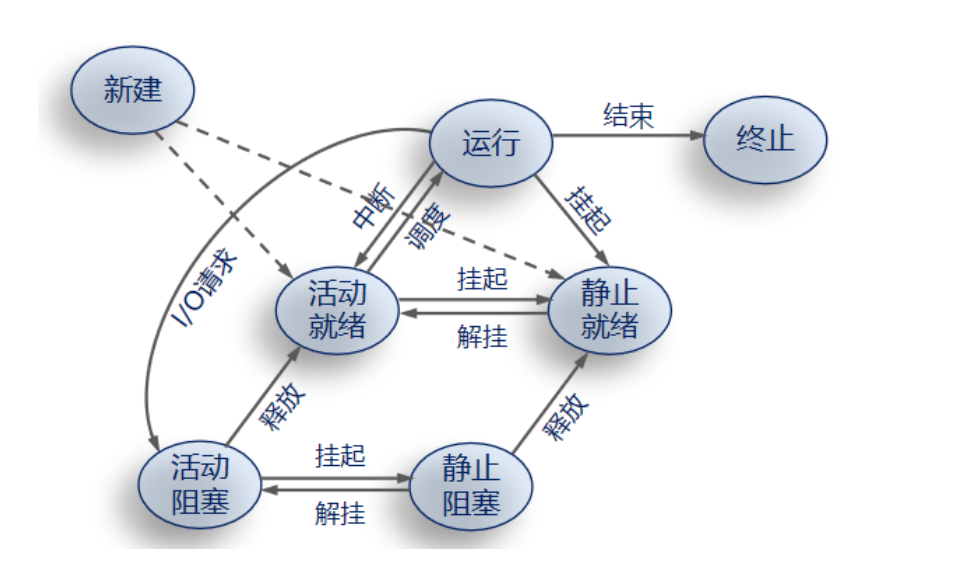 新建
运行
结束
终止
中断
调度
挂起
I/O请求
活动
就绪
挂起
解挂
静止
就绪
释放
释放
活动
阻塞
挂起
解挂
静止
阻塞